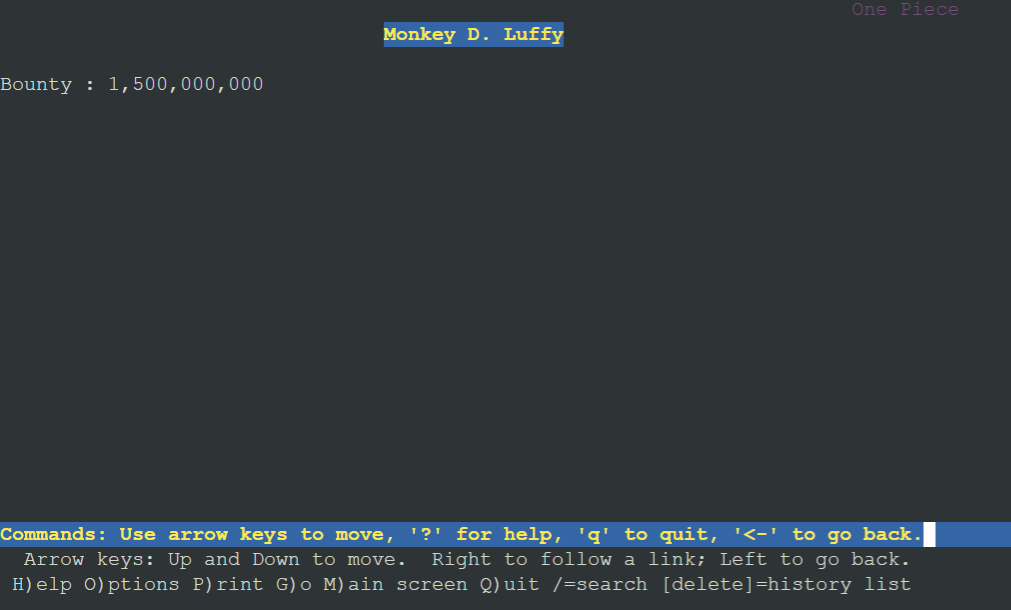 One Piece
Monkey D. Luffy
Bounty : 1,500,000,000
Commands: Use arrow keys to move, '?' for help, 'q' to quit, '<-' to go back.
Arrow keys: Up and Down to move.  Right to follow a link; Left to go back.
H)elp O)ptions P)rint G)o M)ain screen Q)uit /=search [delete]=history list